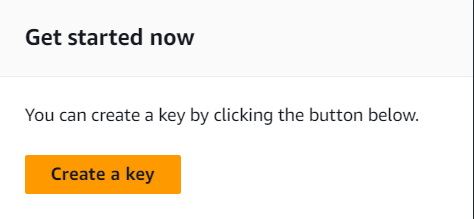 Get started now
You can create a key by clicking the button below.
Create a key